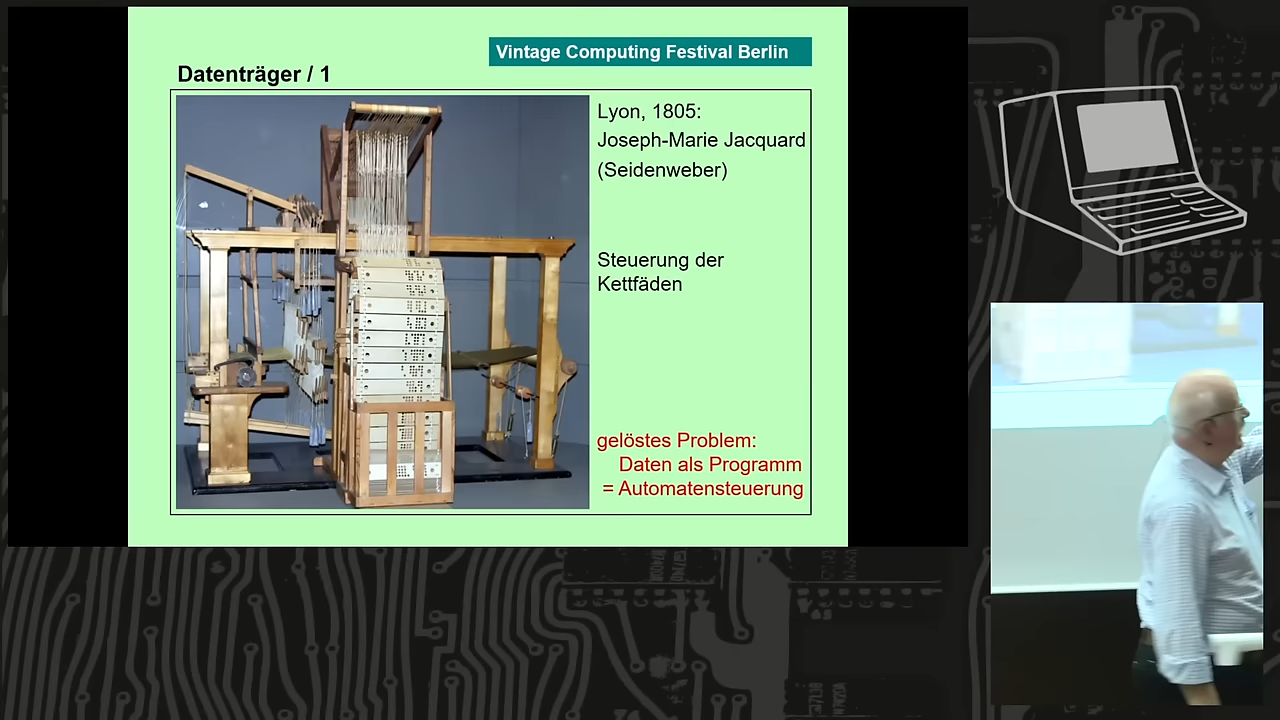 Vintage Computing Festival Berlin
Datenträger / 1
Lyon, 1805:
Joseph-Marie Jacquard
(Seidenweber)
Steuerung der
Kettfäden
gelöstes Problem:
Daten als Programm
= Automatensteuerung